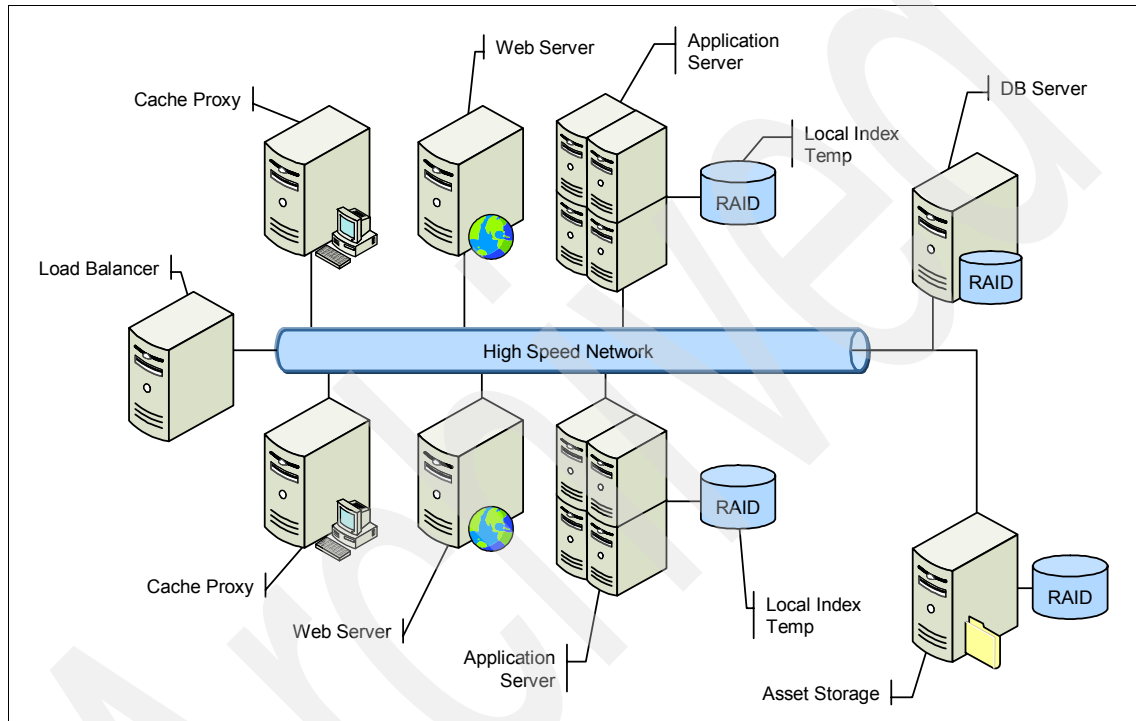 Web Server
Application
Server
Cache Proxy
DB Server
Local Index
Temp
RAID
RAID
Load Balancer
High Speed Network
RAID
RAID
Cache Proxy
Local Index
Temp
Web Server
Application
Server
Asset Storage
Archived